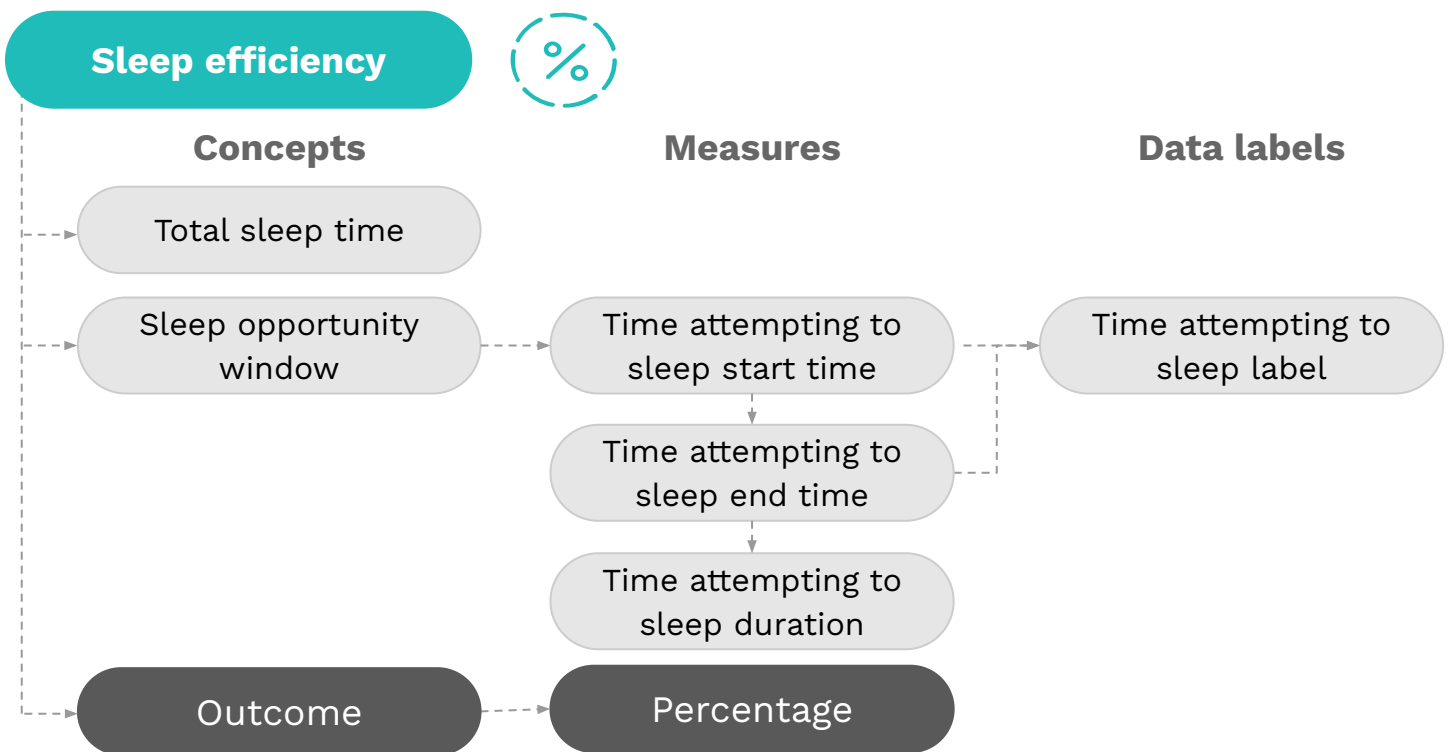 Sleep efficiency
%
Concepts
Measures
Data labels
Total sleep time
Sleep opportunity
window
Time attempting to
sleep start time
Time attempting to
sleep label
Time attempting to
sleep end time
Time attempting to
sleep duration
Outcome
Percentage